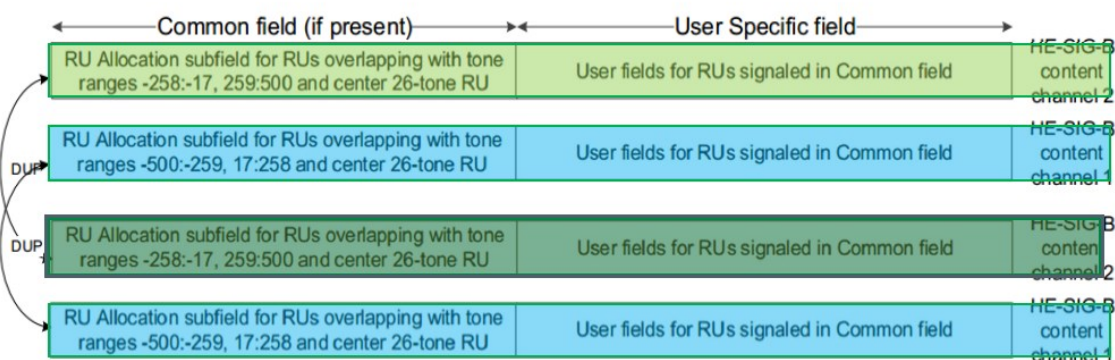 Common field (if present)
User Specific field
RU Allocation subfield for RUs overlapping with tone
ranges -258:-17, 259:500 and center 26-tone RU
User fields for RUs signaled in Common field
HE-SIG-B
content
channel 2
RU Allocation subfield for RUs overlapping with tone
ranges -500:-259, 17:258 and center 26-tone RU
User fields for RUs signaled in Common field
HE-SIG-B
content
channel 1
DUP
RU Allocation subfield for RUs overlapping with tone
ranges -258:-17, 259:500 and center 26-tone RU
User fields for RUs signaled in Common field
HE-SIG-B
content
channel 2
DUP
RU Allocation subfield for RUs overlapping with tone
ranges -500:-259, 17:258 and center 26-tone RU
User fields for RUs signaled in Common field
HE-SIG-B
content
channel 1